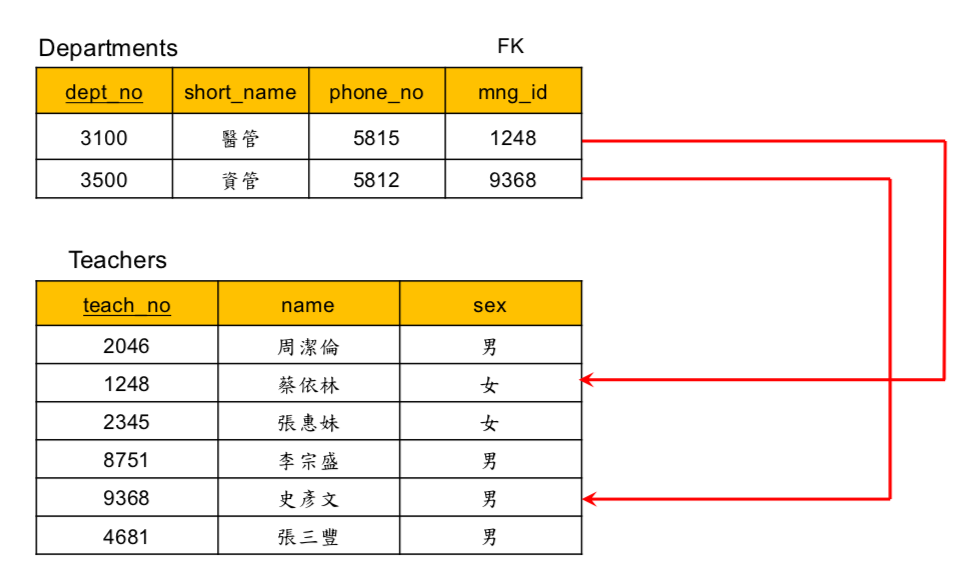 Departments FK
dept_no short_name phone_no mng_id
3100 醫管 5815 1248
3500 資管 5812 9368
Teachers
teach_no name sex
2046 周潔倫 男
1248 蔡依林 女
2345 張惠妹 女
8751 李宗盛 男
9368 史彥文 男
4681 張三豐 男